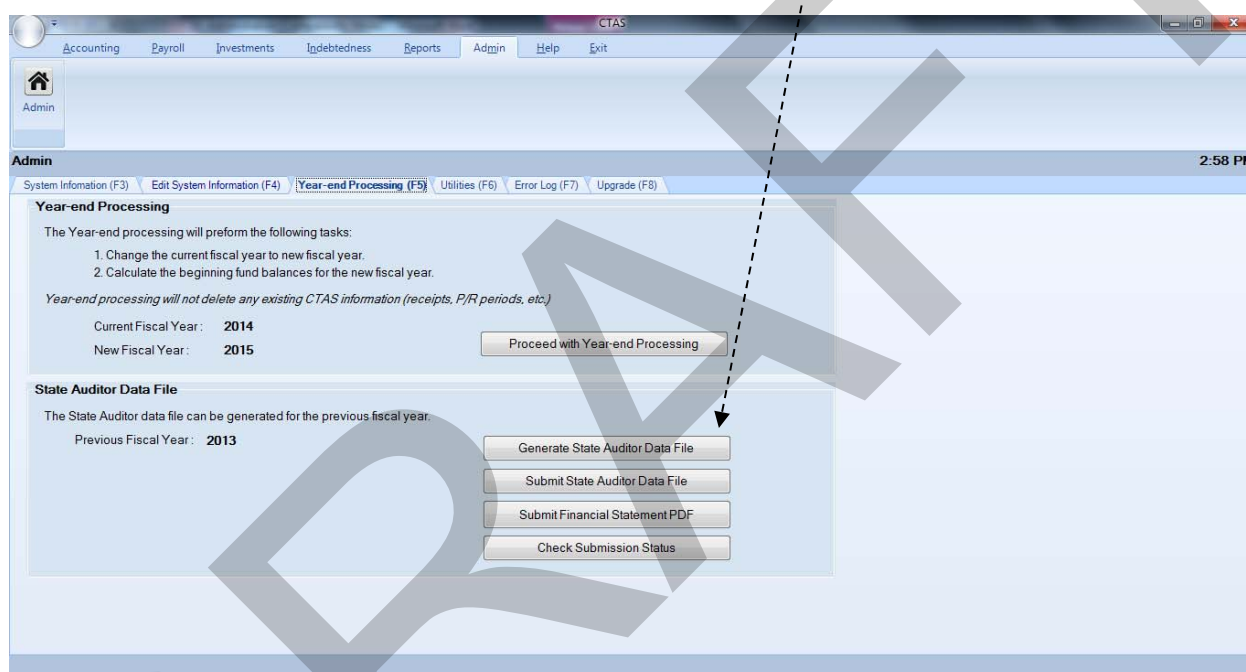 CTAS
Accounting Payroll Investments Indebtedness Reports Admin Help Exit
Admin
Admin 2:58 PM
System Infomation (F3) Edit System Information (F4) Year-end Processing (F5) Utilities (F6) Error Log (F7) Upgrade (F8)
Year-end Processing
The Year-end processing will preform the following tasks:
1. Change the current fiscal year to new fiscal year.
2. Calculate the beginning fund balances for the new fiscal year.
Year-end processing will not delete any existing CTAS information (receipts, P/R periods, etc.)
Current Fiscal Year: 2014
New Fiscal Year: 2015
Proceed with Year-end Processing
State Auditor Data File
The State Auditor data file can be generated for the previous fiscal year.
Previous Fiscal Year: 2013
Generate State Auditor Data File
Submit State Auditor Data File
Submit Financial Statement PDF
Check Submission Status
RAF